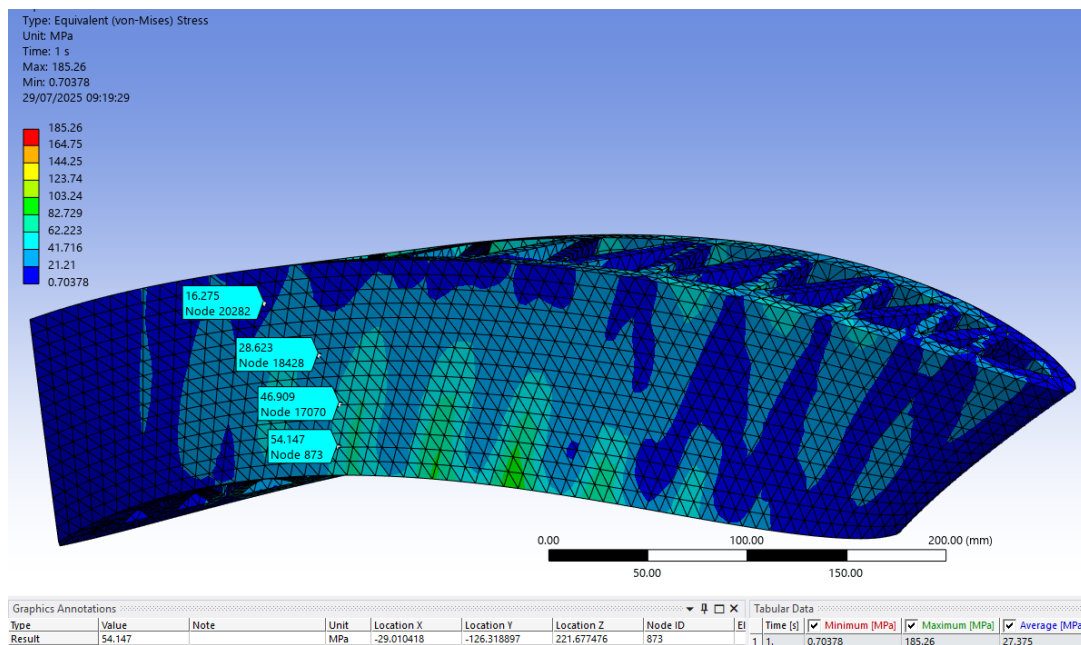 Type: Equivalent (von-Mises) Stress
Unit: MPa
Time: 1 s
Max: 185.26
Min: 0.70378
29/07/2025 09:19:29
185.26
164.75
144.25
123.74
103.24
82.729
62.223
41.716
21.21
0.70378
16.275
Node 20282
28.623
Node 18428
46.909
Node 17070
54.147
Node 873
0.00 100.00 200.00 (mm)
50.00 150.00
Graphics Annotations
Type Value Note Unit Location X Location Y Location Z Node ID
Result 54.147 MPa -29.010418 -126.318897 221.677476 873
Tabular Data
Time [s] Minimum [MPa] Maximum [MPa] Average [MPa
1 1. 0.70378 185.26 27.375